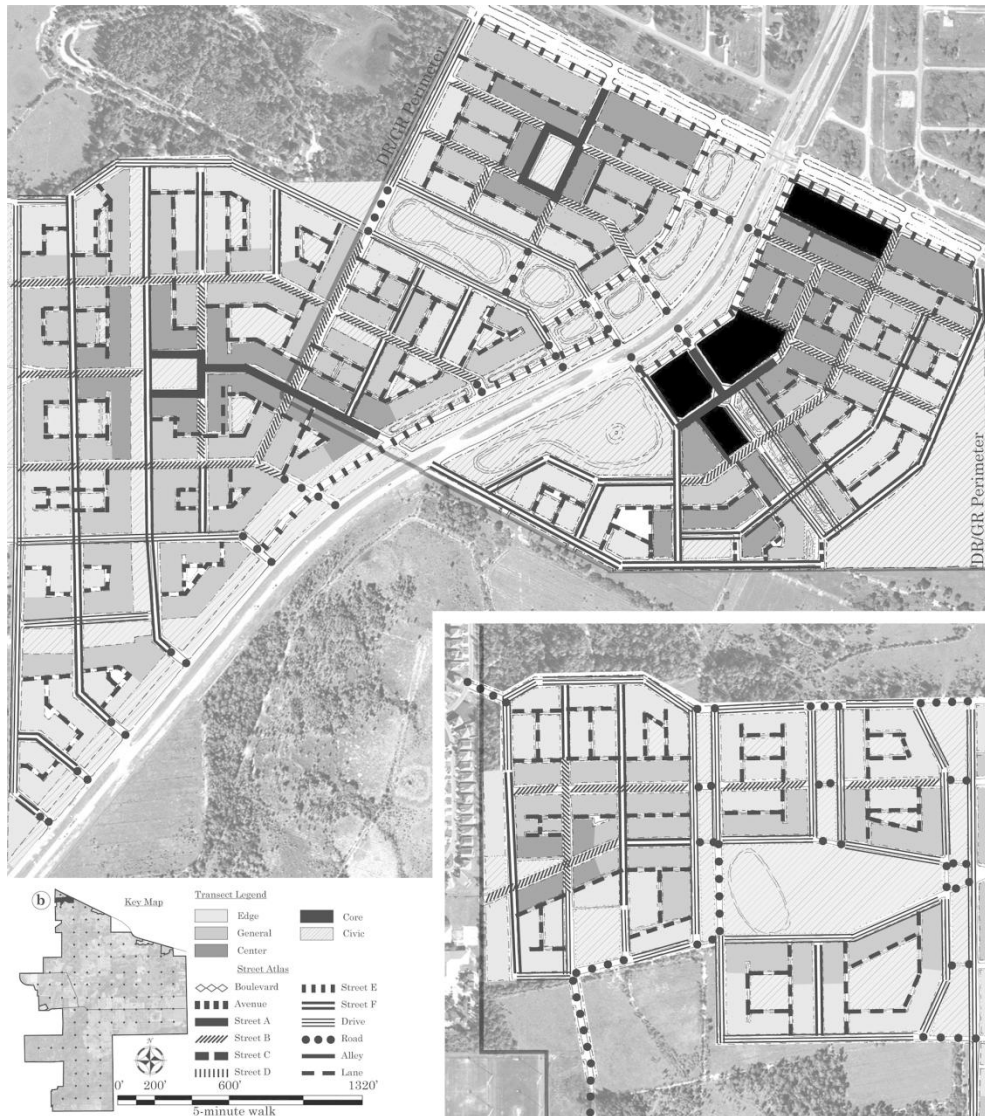 DR/GR Perimeter
DR/GR Perimeter
b
Key Map
Transect Legend
Edge
General
Center
Core
Civic
Street Atlas
Boulevard
Avenue
Street A
Street B
Street C
Street D
Street E
Street F
Drive
Road
Alley
Lane
N
0' 200' 600' 1320'
5-minute walk